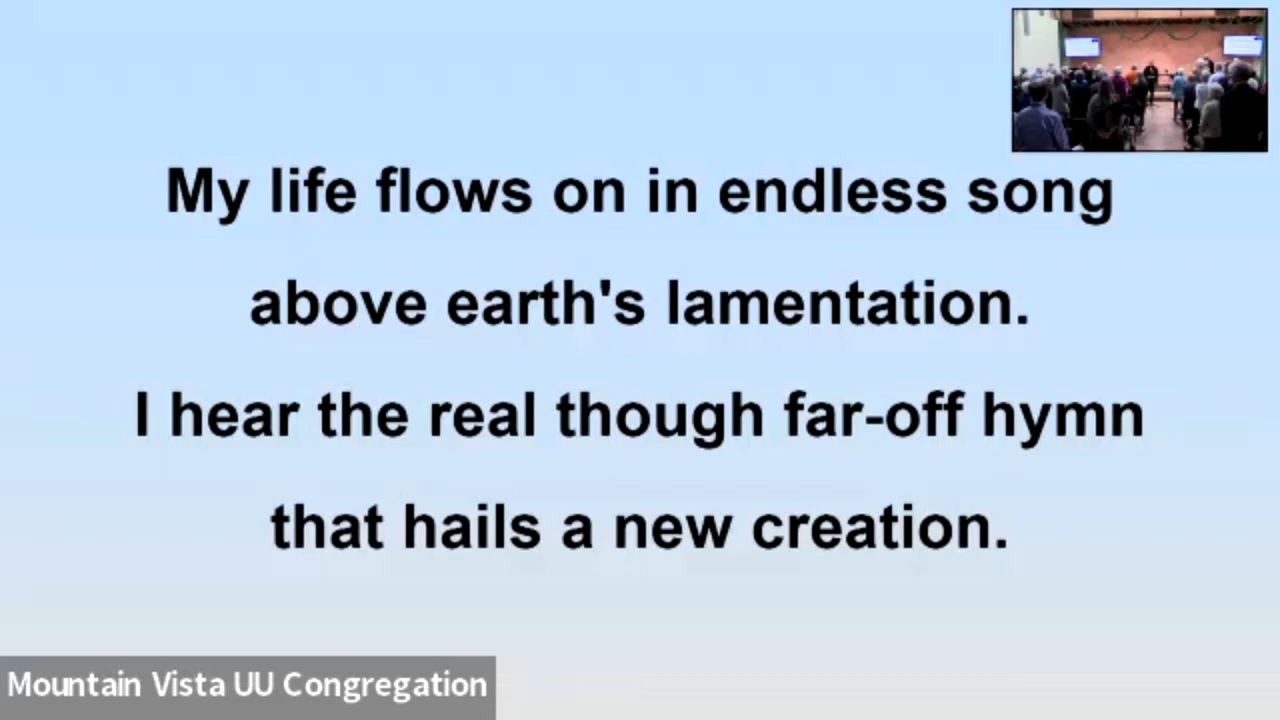 My life flows on in endless song
above earth's lamentation.
I hear the real though far-off hymn
that hails a new creation.
Mountain Vista UU Congregation